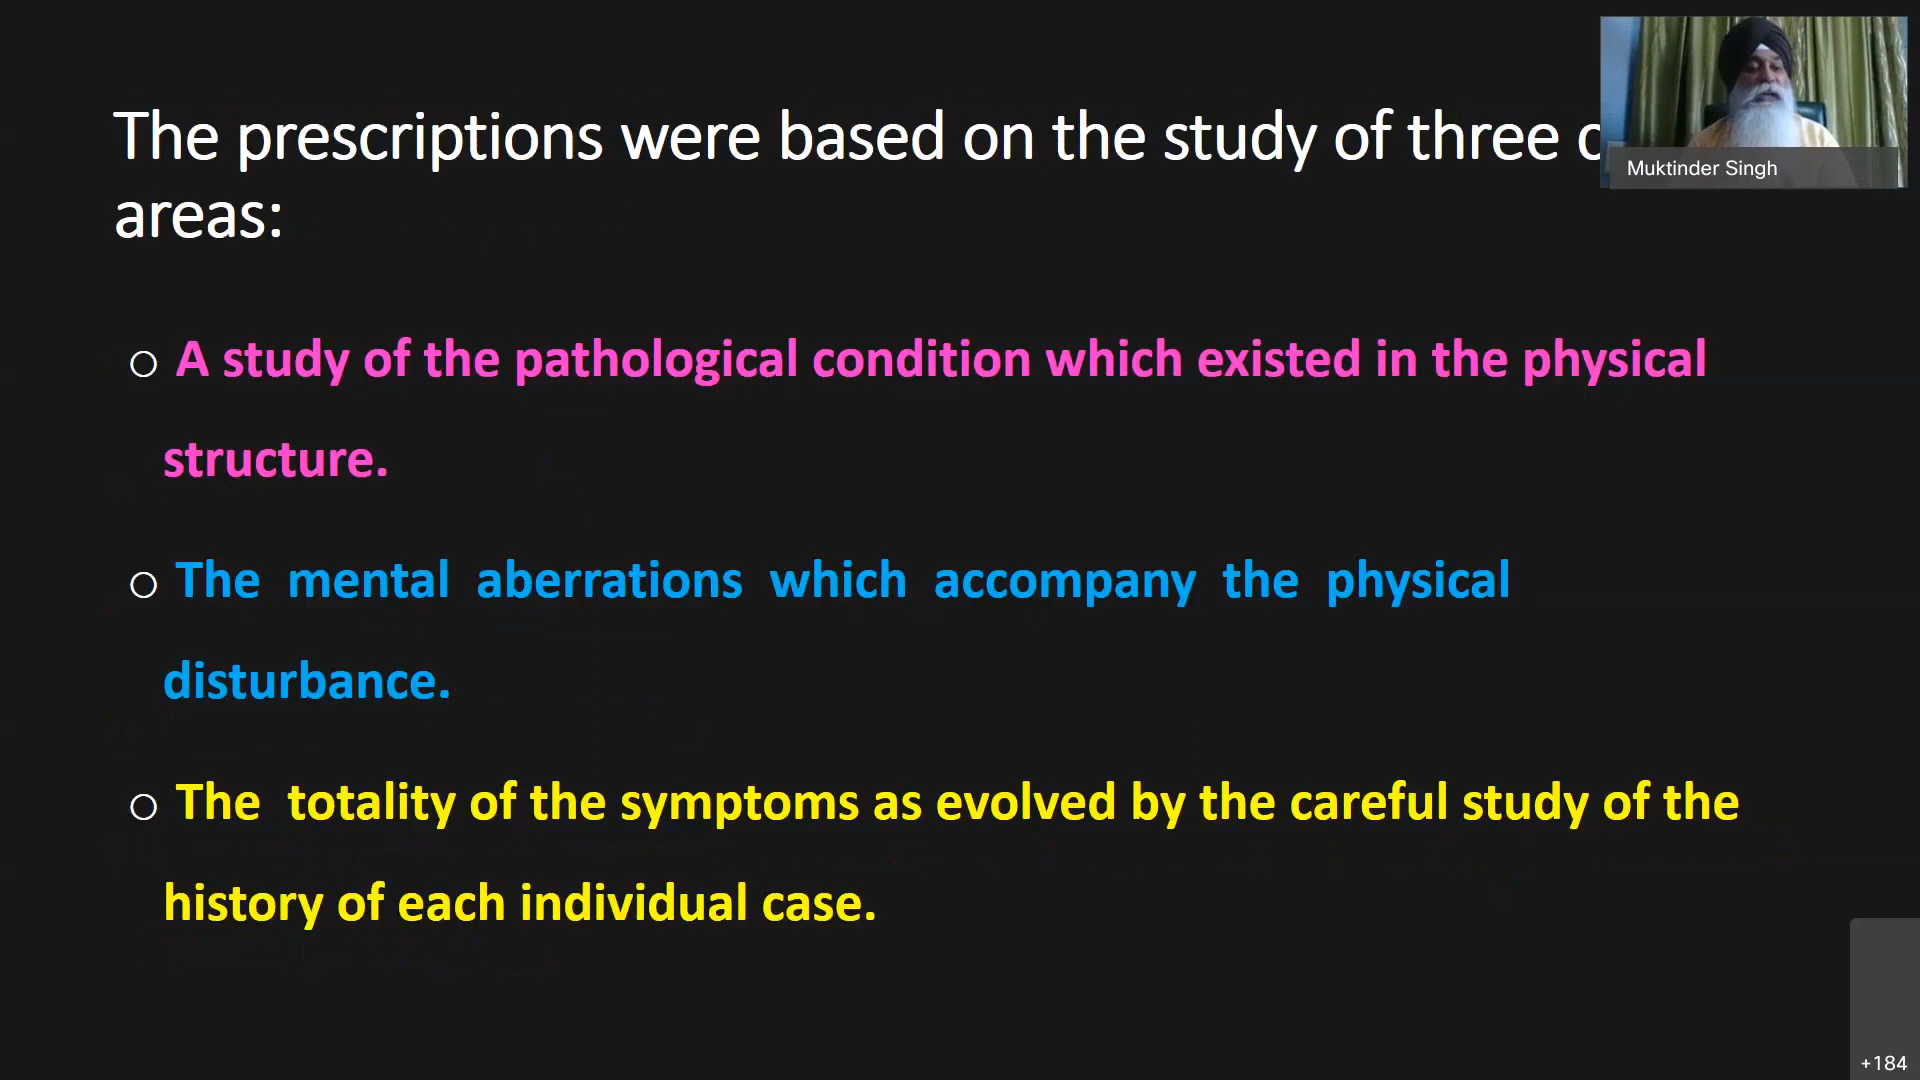 The prescriptions were based on the study of three
areas:
Muktinder Singh
○ A study of the pathological condition which existed in the physical
structure.
○ The mental aberrations which accompany the physical
disturbance.
○ The totality of the symptoms as evolved by the careful study of the
history of each individual case.
+184